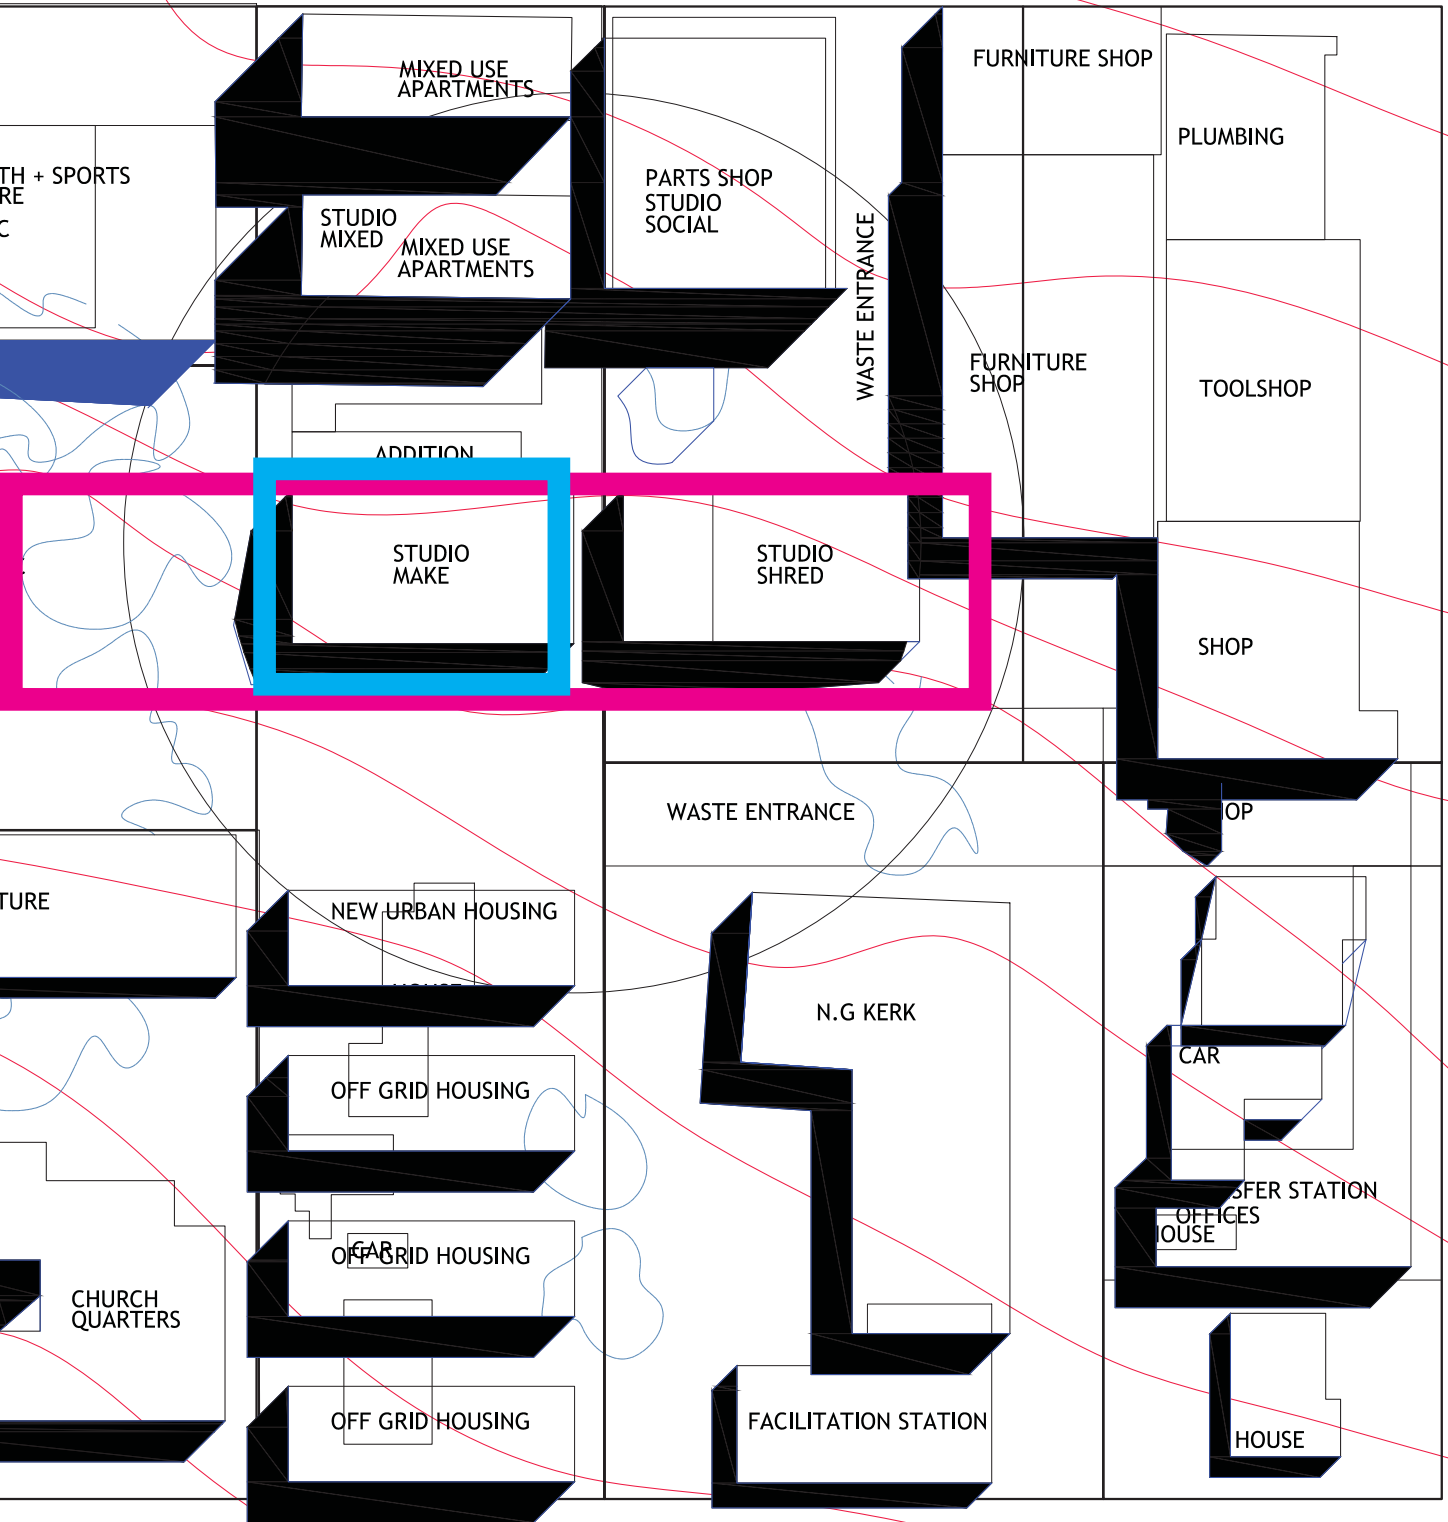 MIXED USE
APARTMENTS
FURNITURE SHOP
PLUMBING
TH + SPORTS
RE
C
STUDIO
MIXED
MIXED USE
APARTMENTS
PARTS SHOP
STUDIO
SOCIAL
WASTE ENTRANCE
FURNITURE
SHOP
TOOLSHOP
ADDITION
STUDIO
MAKE
STUDIO
SHRED
SHOP
WASTE ENTRANCE
OP
TURE
NEW URBAN HOUSING
N.G KERK
CAR
OFF GRID HOUSING
SFER STATION
OFFICES
HOUSE
CAR
OFF GRID HOUSING
CHURCH
QUARTERS
OFF GRID HOUSING
FACILITATION STATION
HOUSE